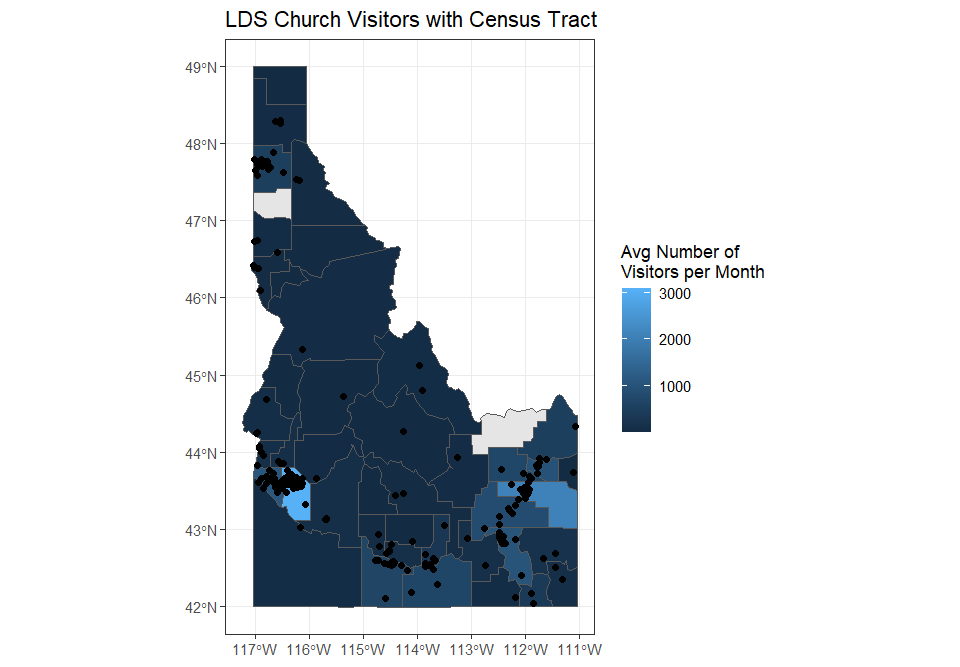 LDS Church Visitors with Census Tract
49°N
48°N
47°N
46°N
45°N
44°N
43°N
42°N
117°W 116°W 115°W 114°W 113°W 112°W 111°W
Avg Number of
Visitors per Month
3000
2000
1000